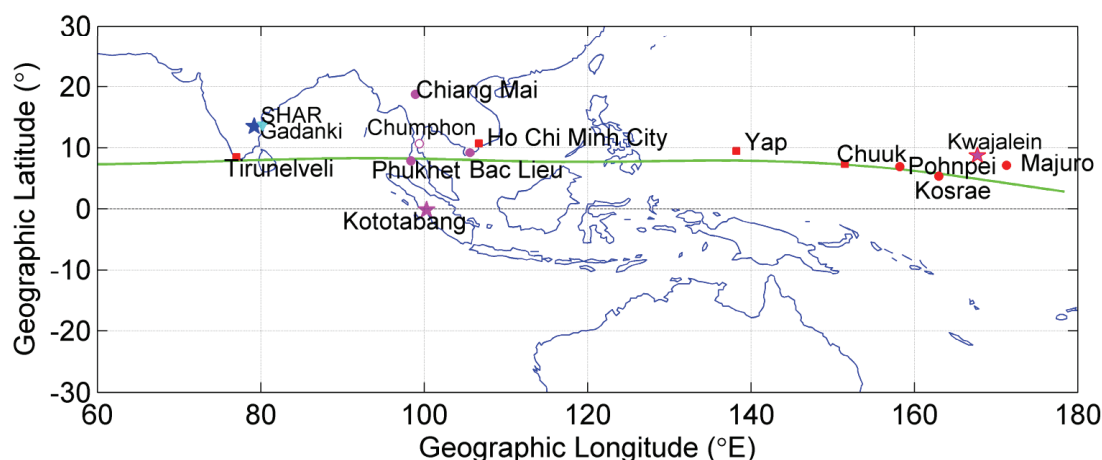 Geographic Latitude (°)
30
20
10
0
-10
-20
-30
Chiang Mai
SHAR
Gadanki
Chumphon
Ho Chi Minh City
Yap
Kwajalein
Chuuk
Tirunelveli
Phukhet Bac Lieu
Pohnpei
Majuro
Kosrae
Kototabang
60 80 100 120 140 160 180
Geographic Longitude (°E)